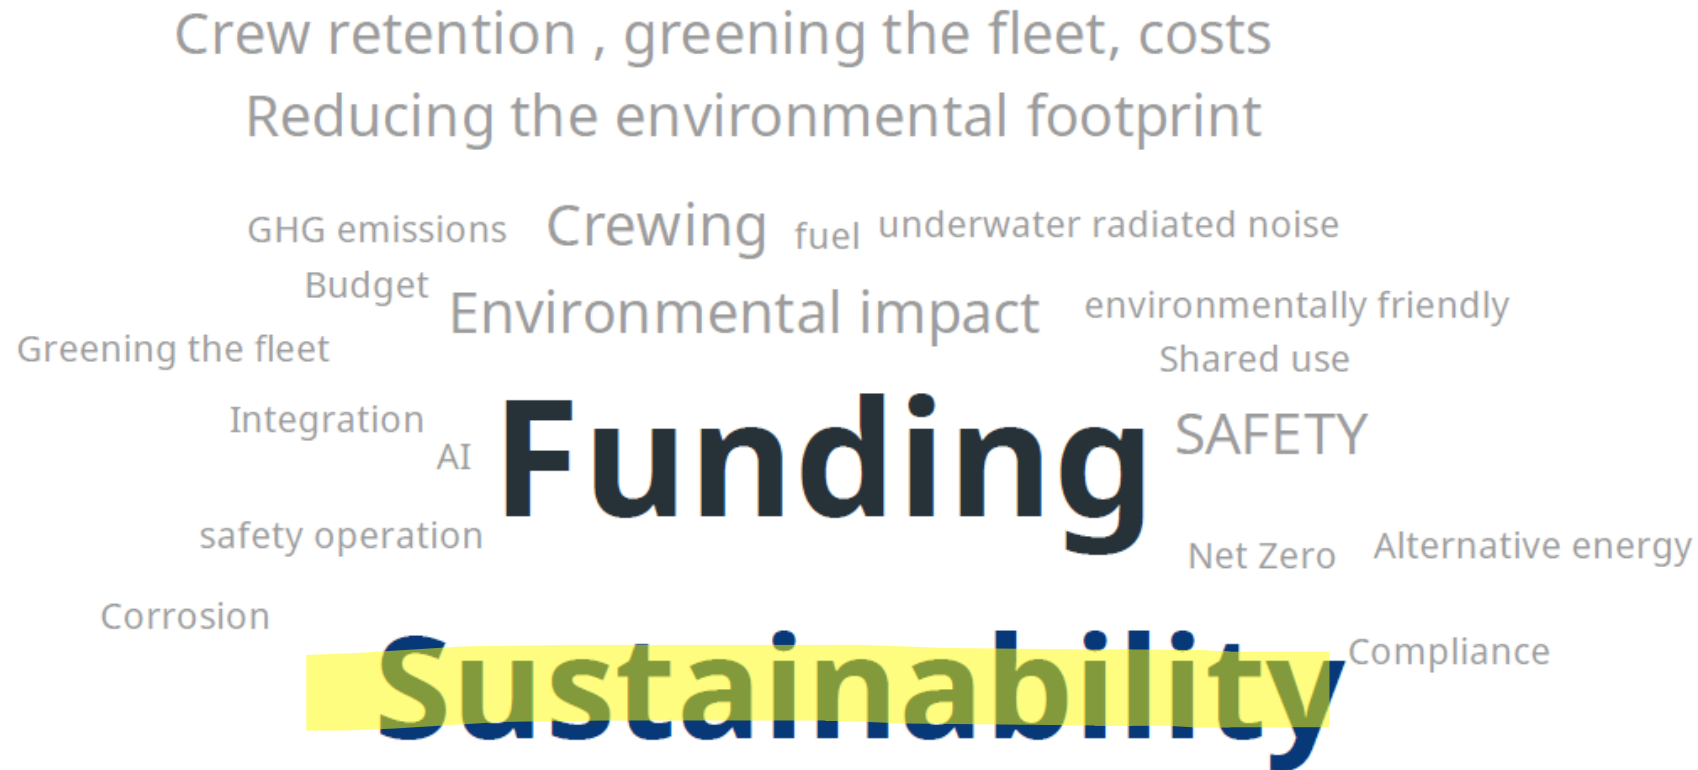 Crew retention , greening the fleet, costs
Reducing the environmental footprint
GHG emissions
Crewing
fuel
underwater radiated noise
Budget
Environmental impact
environmentally friendly
Greening the fleet
Shared use
Integration
AI
Funding
SAFETY
safety operation
Net Zero
Alternative energy
Corrosion
Sustainability
Compliance